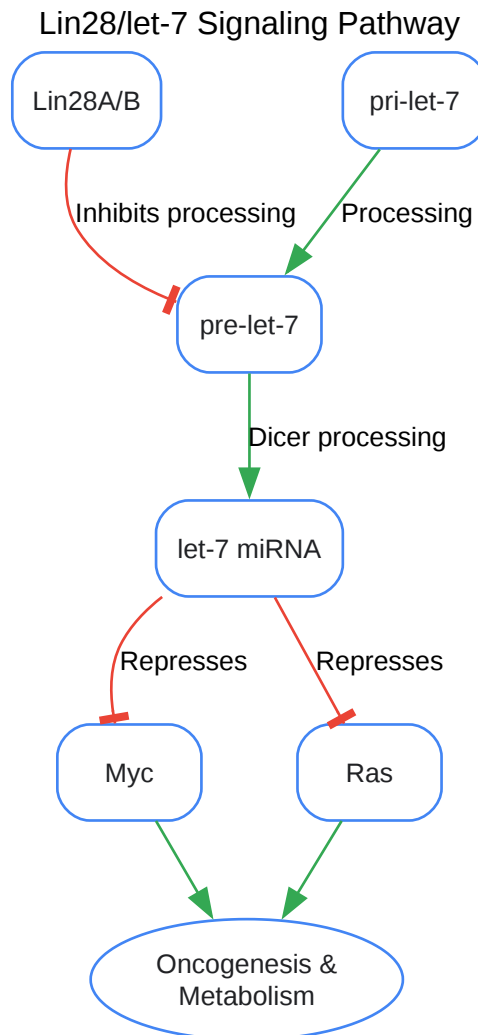 Lin28/let-7 Signaling Pathway
Lin28A/B
pri-let-7
Inhibits processing
Processing
pre-let-7
Dicer processing
let-7 miRNA
Represses
Represses
Myc
Ras
Oncogenesis &
Metabolism